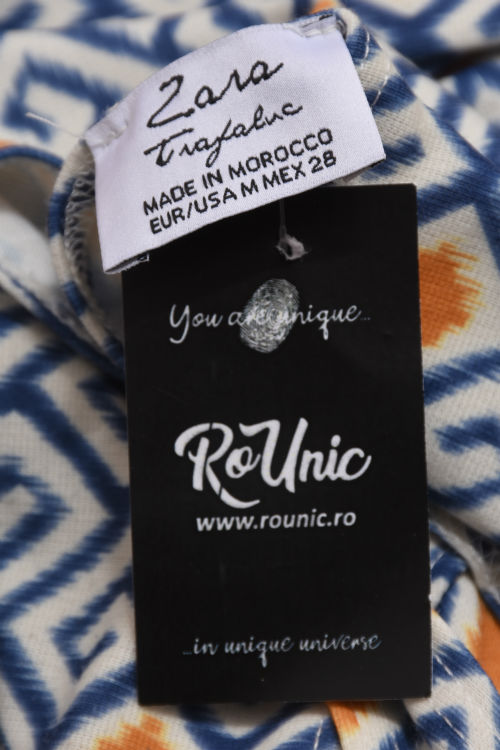 Zara
Trafaluc
MADE IN MOROCCO
EUR/USA M MEX 28
You are unique...
RoUnic
www.rounic.ro
...in unique universe